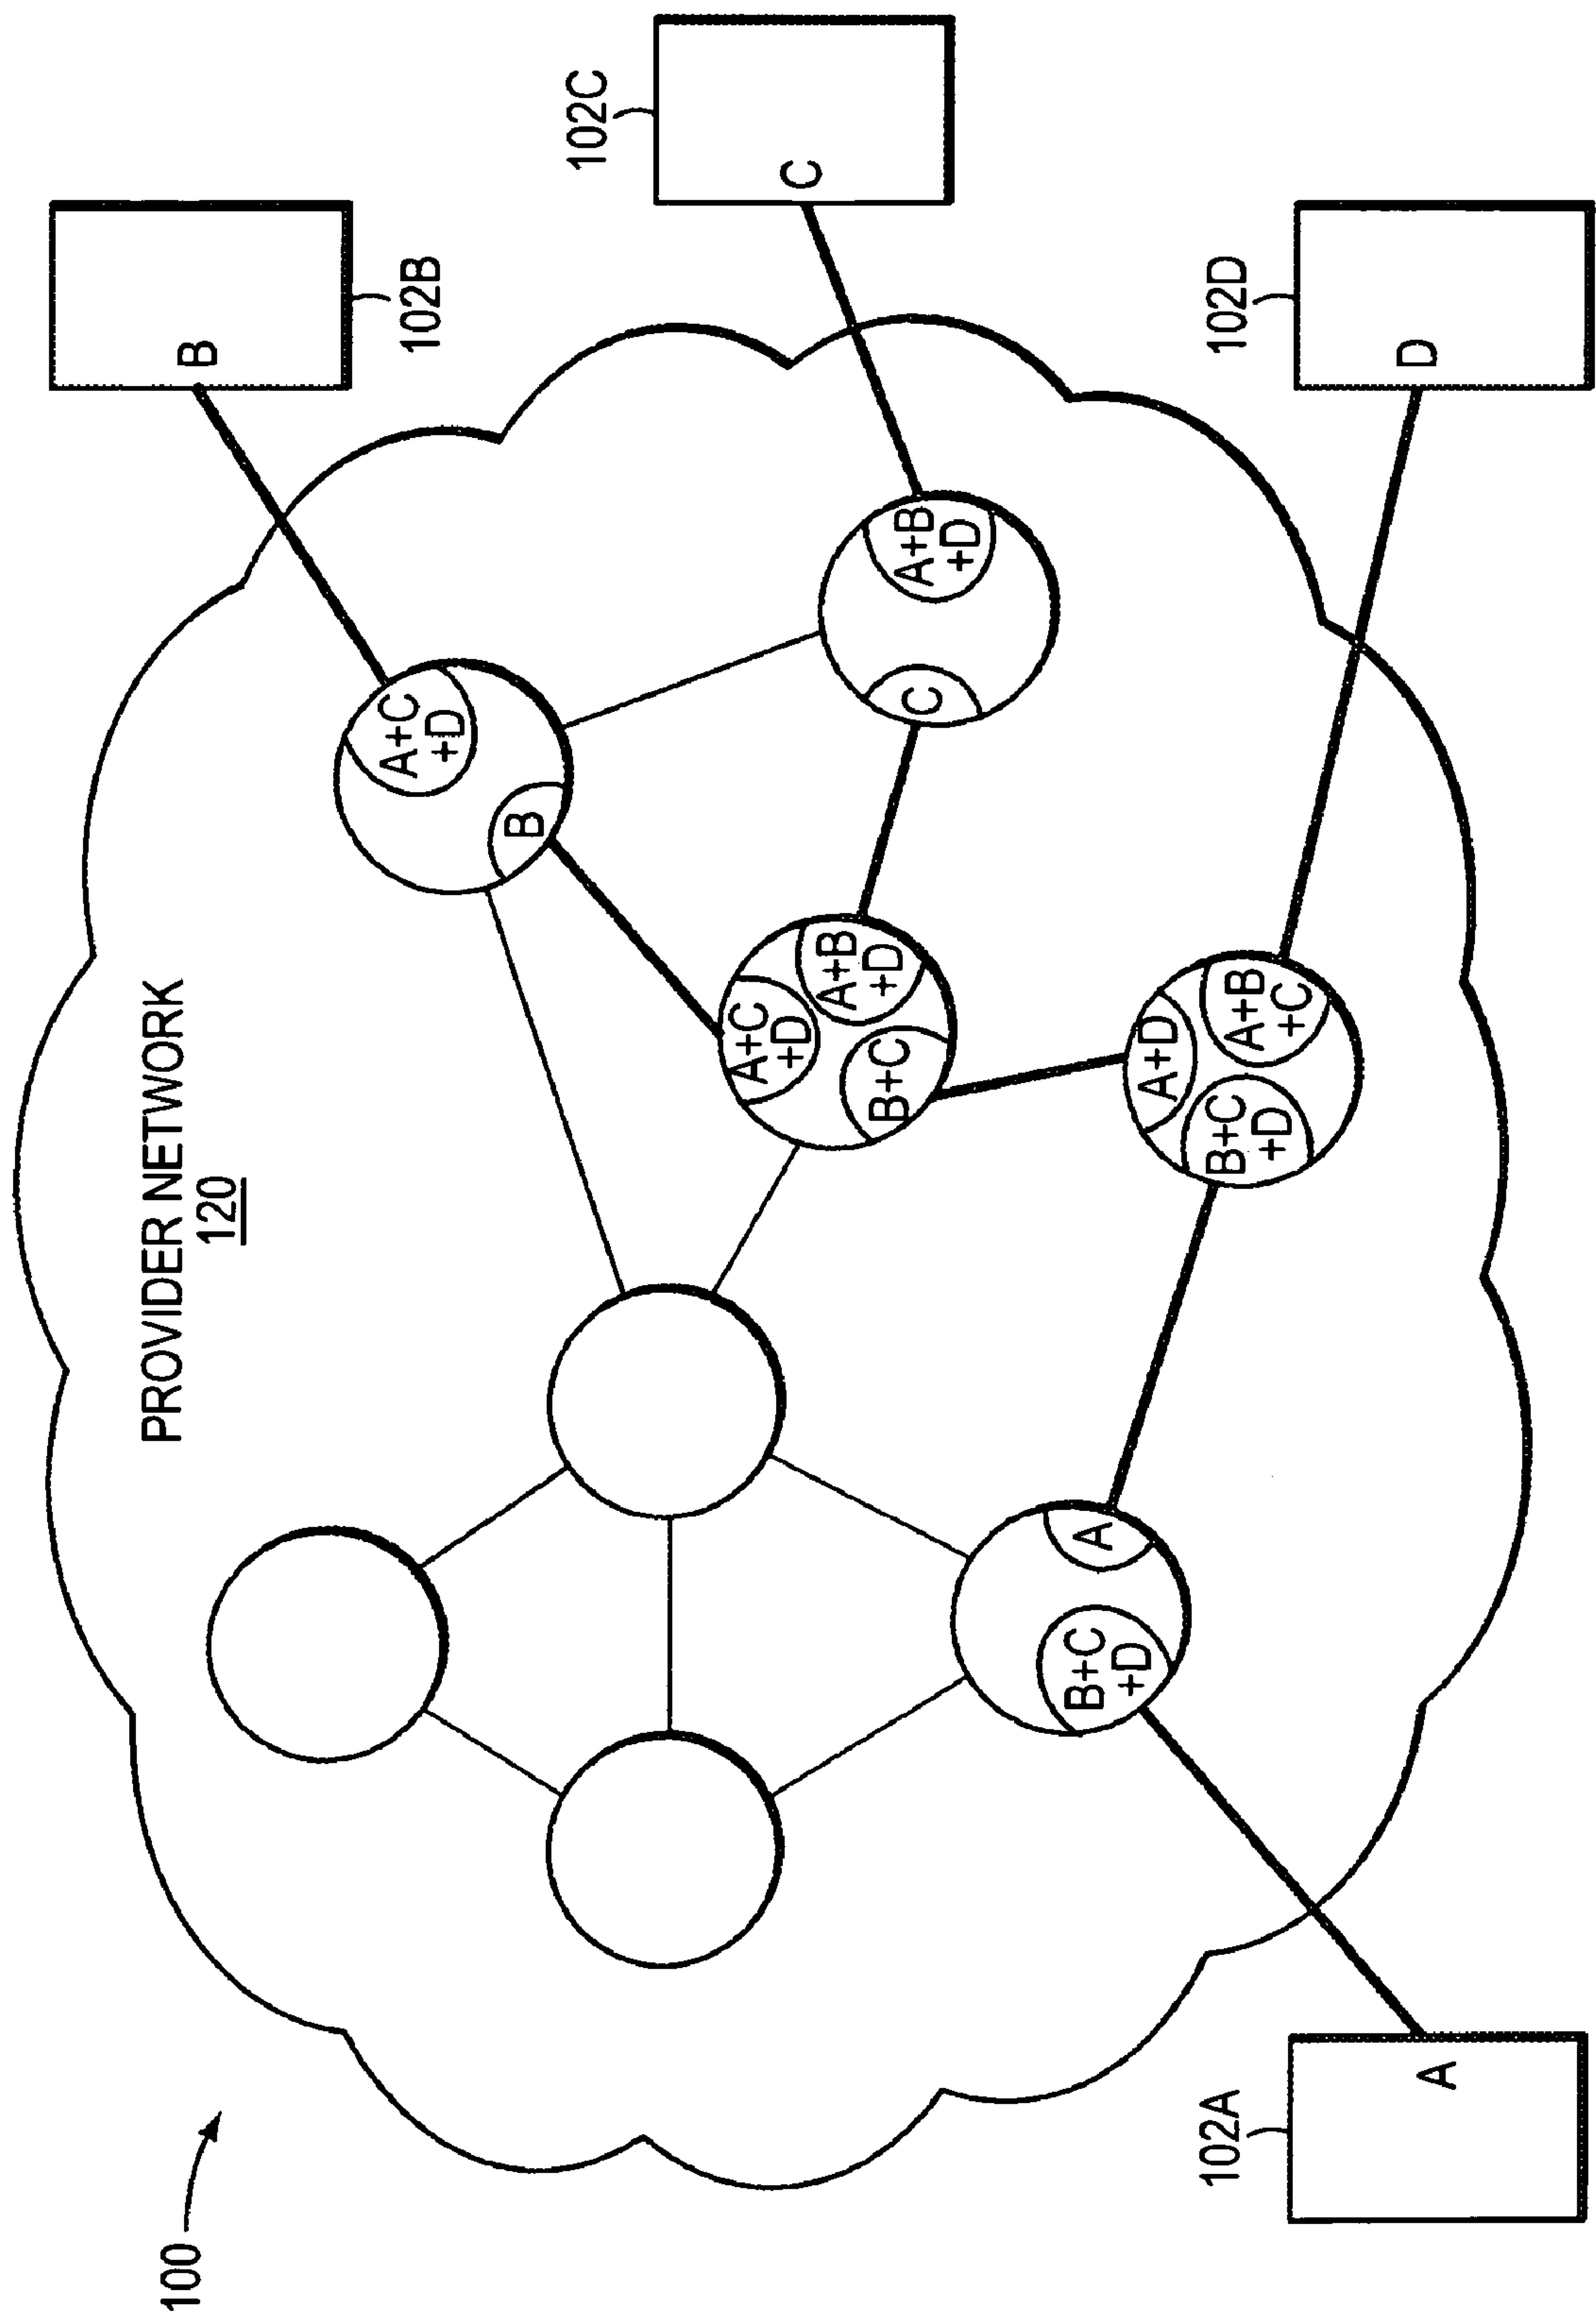 100
PROVIDER NETWORK
120
B
102B
102C
C
A+C
+D
B
A+C
+D
A+B
+D
B+C
C
A+B
+D
A+D
B+C
+D
A+B
+C
B+C
+D
A
102D
D
102A
A